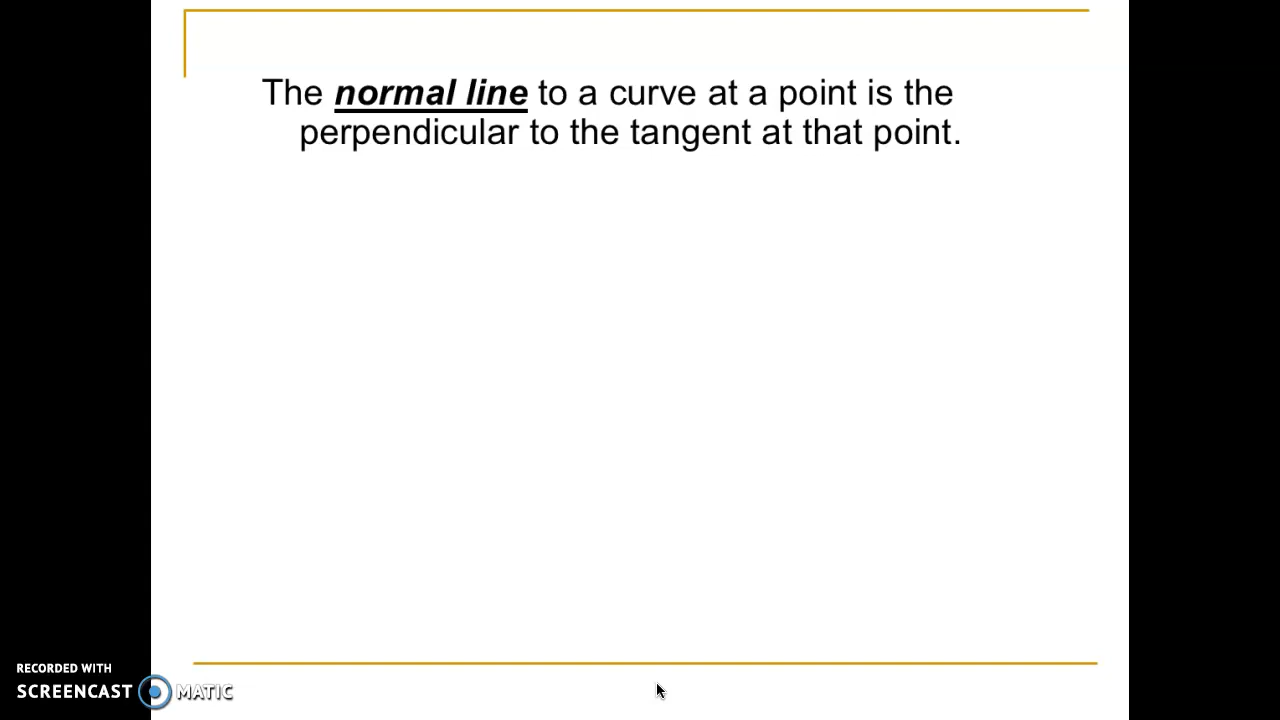 The normal line to a curve at a point is the
perpendicular to the tangent at that point.
RECORDED WITH
SCREENCAST MATIC